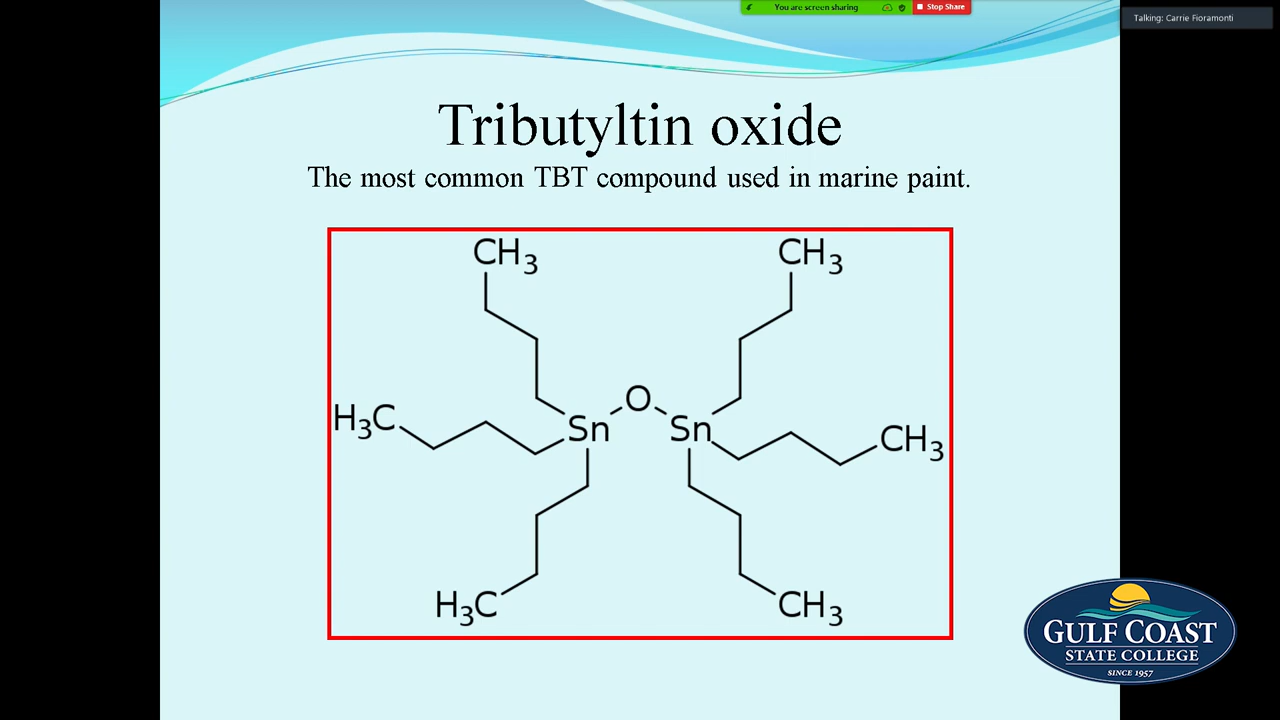 You are screen sharing
Stop Share
Talking: Carrie Fioramonti
Tributyltin oxide
The most common TBT compound used in marine paint.
CH3
CH3
O
H3C
Sn
Sn
CH3
H3C
CH3
GULF COAST
STATE COLLEGE
SINCE 1957